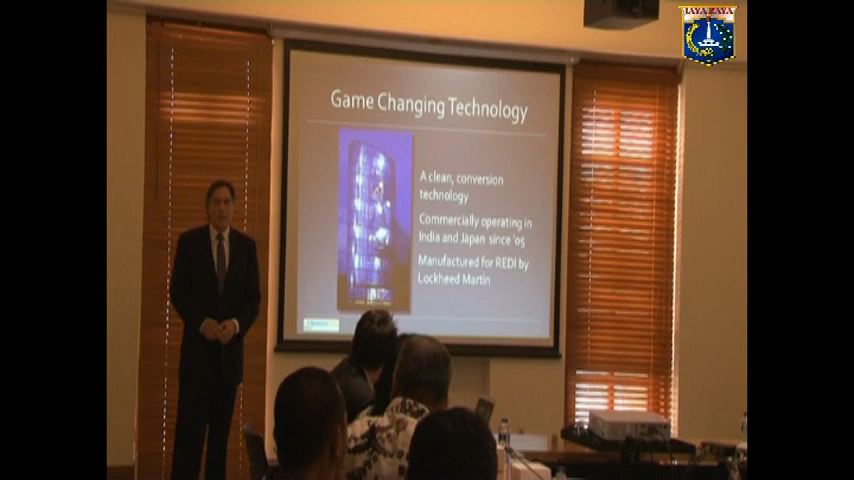 JAYA RAYA
Game Changing Technology
A clean, conversion
technology
Commercially operating in
India and Japan since '05
Manufactured for REDI by
Lockheed Martin